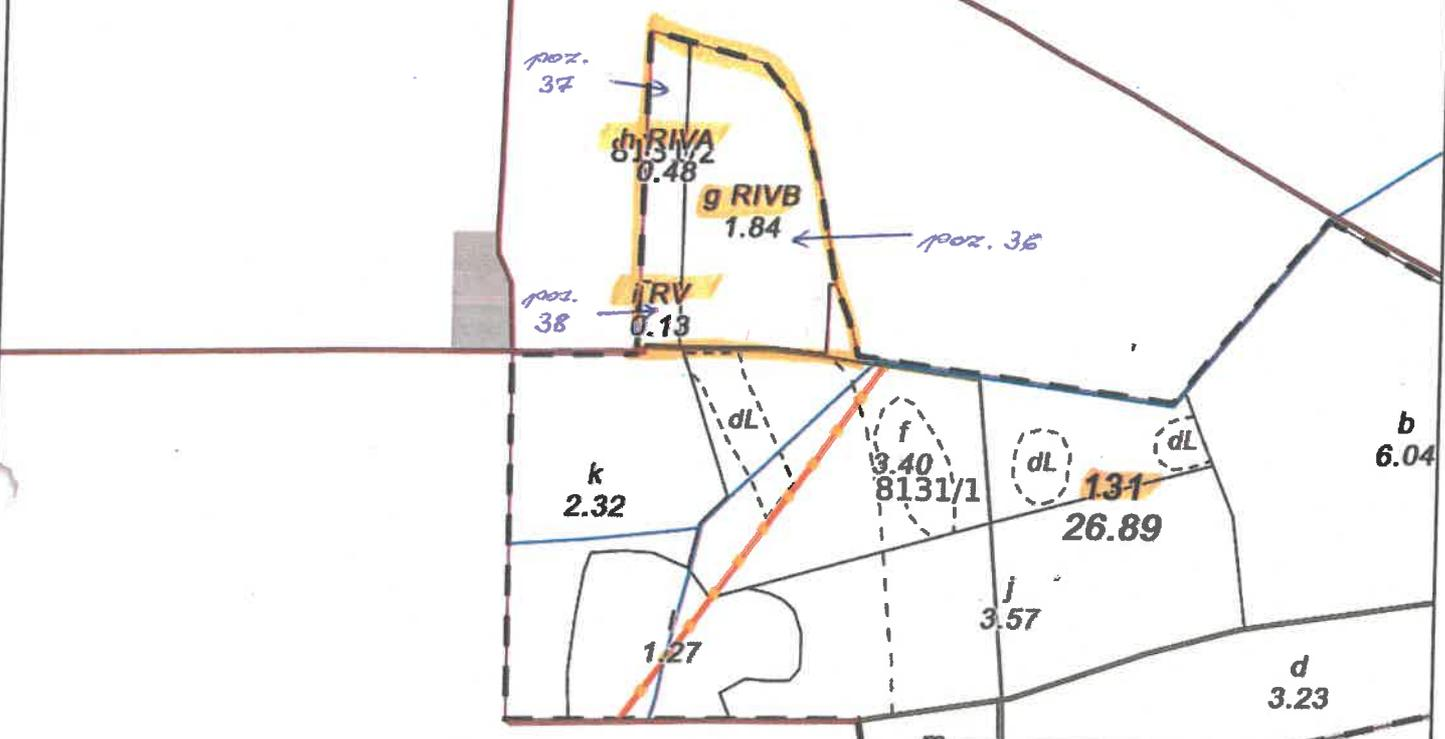 poz.
37
h RIVA
8131/2
0.48
g RIVB
1.84
poz. 36
i RV
0.13
poz.
38
dL
f
3.40
8131/1
dL
dL
131
26.89
b
6.04
k
2.32
j
3.57
1.27
d
3.23